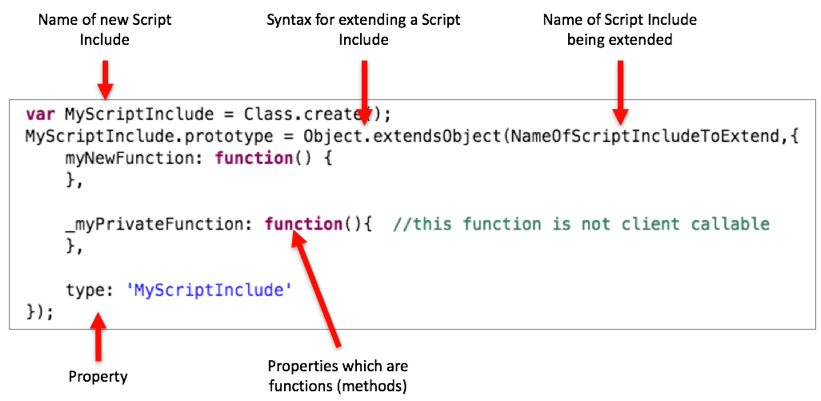 Name of new Script
Include
Syntax for extending a Script
Include
Name of Script Include
being extended
var MyScriptInclude = Class.create();
MyScriptInclude.prototype = Object.extendsObject(NameOfScriptIncludeToExtend,{
myNewFunction: function() {
},
_myPrivateFunction: function(){  //this function is not client callable
},
type: 'MyScriptInclude'
});
Property
Properties which are
functions (methods)